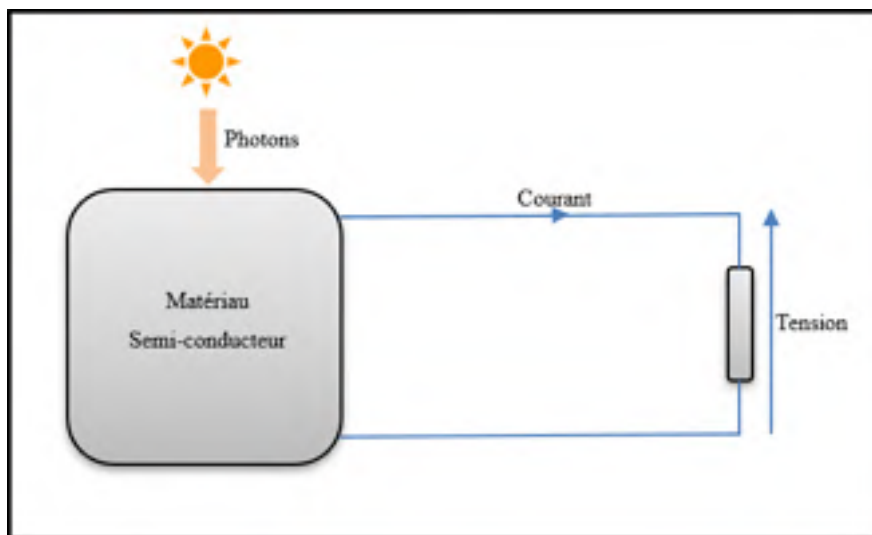 Photons
Courant
Matériau
Semi-conducteur
Tension